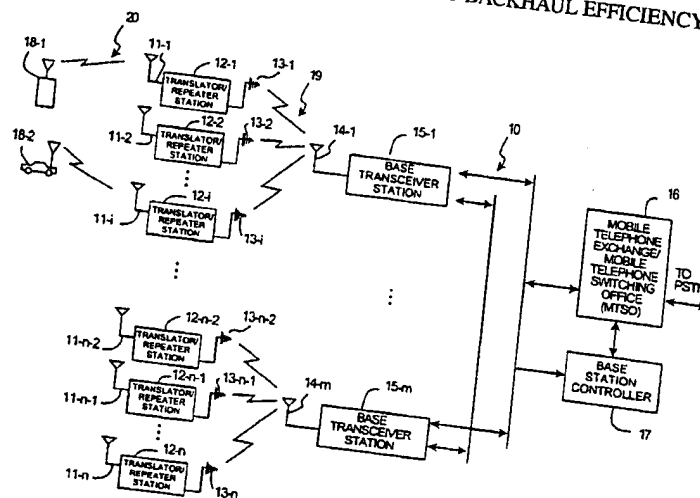 BACKHAUL EFFICIENCY
20
18-1
11-1
12-1
13-1
TRANSLATOR/
REPEATER
STATION
19
12-2
13-2
TRANSLATOR/
REPEATER
STATION
11-2
18-2
14-1
15-1
BASE
TRANSCEIVER
STATION
10
12-i
TRANSLATOR/
REPEATER
STATION
11-i
13-i
16
MOBILE
TELEPHONE
EXCHANGE/
MOBILE
TELEPHONE
SWITCHING
OFFICE
(MTSO)
TO
PSTN
12-n-2
13-n-2
TRANSLATOR/
REPEATER
STATION
11-n-2
12-n-1
13-n-1
TRANSLATOR/
REPEATER
STATION
11-n-1
14-m
15-m
BASE
TRANSCEIVER
STATION
BASE
STATION
CONTROLLER
17
12-n
TRANSLATOR/
REPEATER
STATION
11-n
13-n